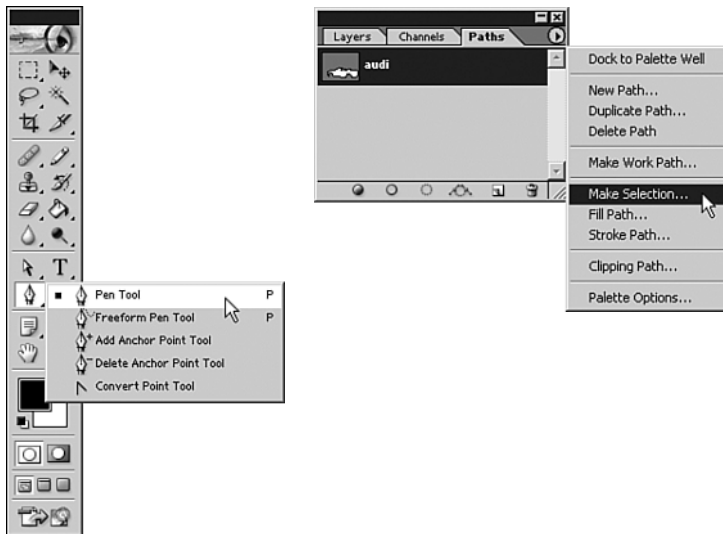 Layers Channels Paths
audi
Dock to Palette Well
New Path...
Duplicate Path...
Delete Path
Make Work Path...
Make Selection...
Fill Path...
Stroke Path...
Clipping Path...
Palette Options...
T
Pen Tool P
Freeform Pen Tool P
Add Anchor Point Tool
Delete Anchor Point Tool
Convert Point Tool